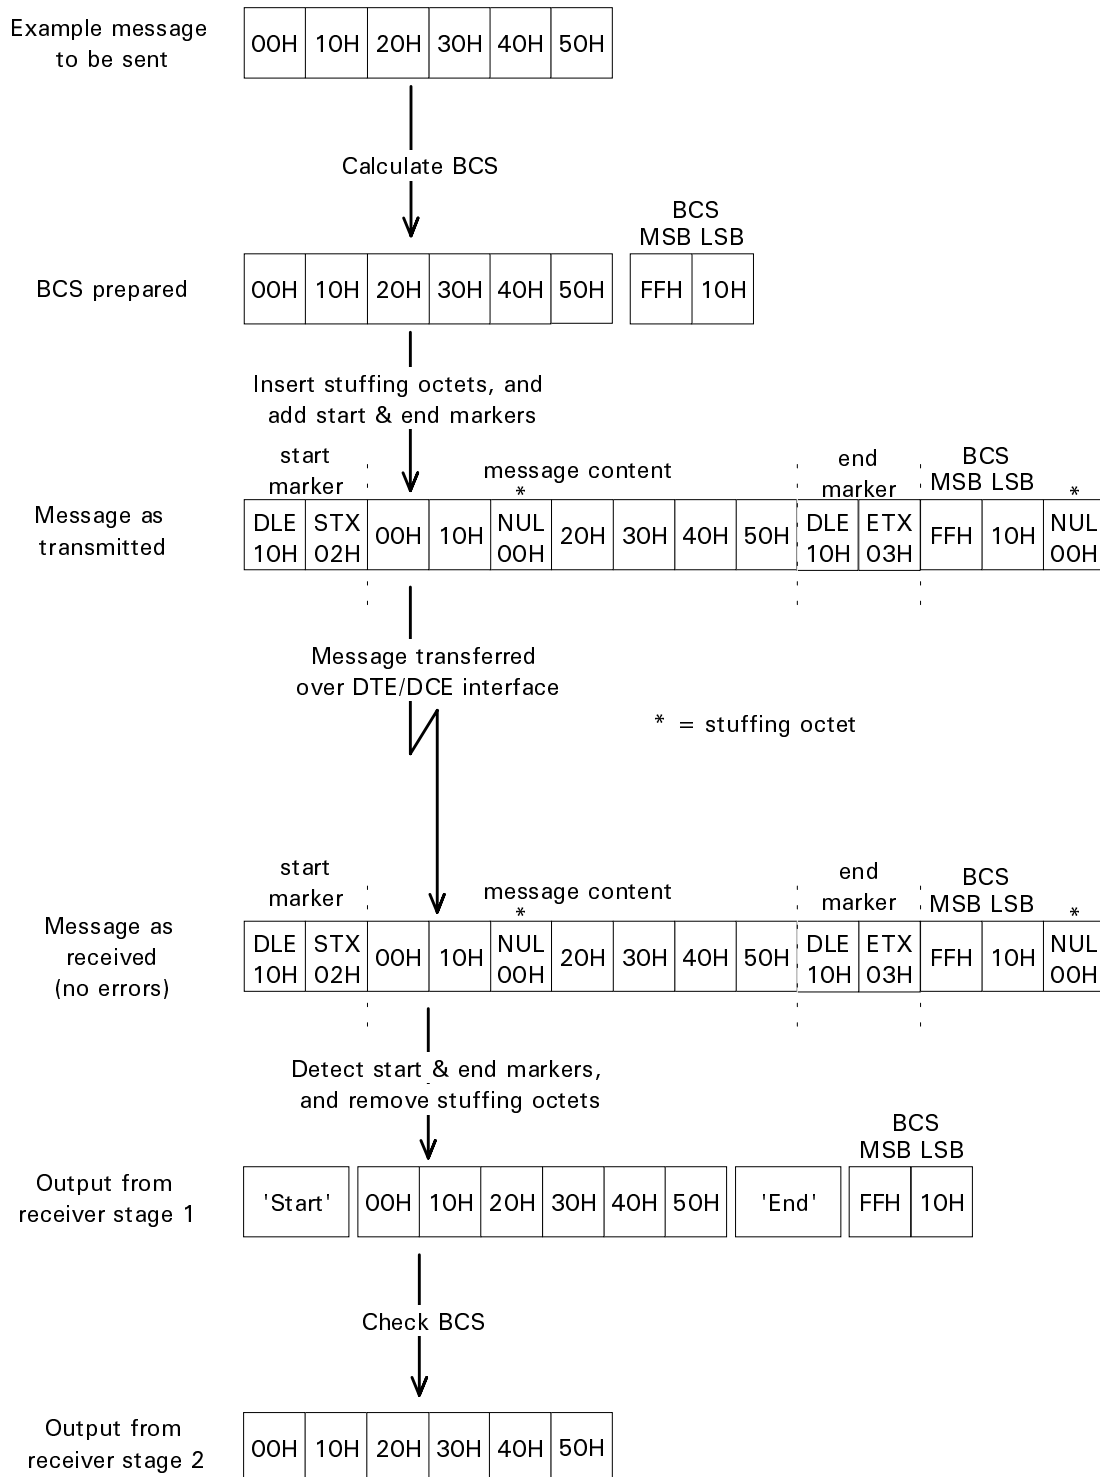 Example message
to be sent
00H 10H 20H 30H 40H 50H
Calculate BCS
BCS
MSB LSB
BCS prepared
00H 10H 20H 30H 40H 50H FFH 10H
Insert stuffing octets, and
add start & end markers
start
marker
message content
*
end
marker
BCS
MSB LSB
*
Message as
transmitted
DLE STX 00H 10H NUL 20H 30H 40H 50H DLE ETX FFH 10H NUL
10H 02H 00H 10H 03H 00H
Message transferred
over DTE/DCE interface
* = stuffing octet
start
marker
message content
*
end
marker
BCS
MSB LSB
*
Message as
received
(no errors)
DLE STX 00H 10H NUL 20H 30H 40H 50H DLE ETX FFH 10H NUL
10H 02H 00H 10H 03H 00H
Detect start & end markers,
and remove stuffing octets
BCS
MSB LSB
Output from
receiver stage 1
'Start' 00H 10H 20H 30H 40H 50H 'End' FFH 10H
Check BCS
Output from
receiver stage 2
00H 10H 20H 30H 40H 50H